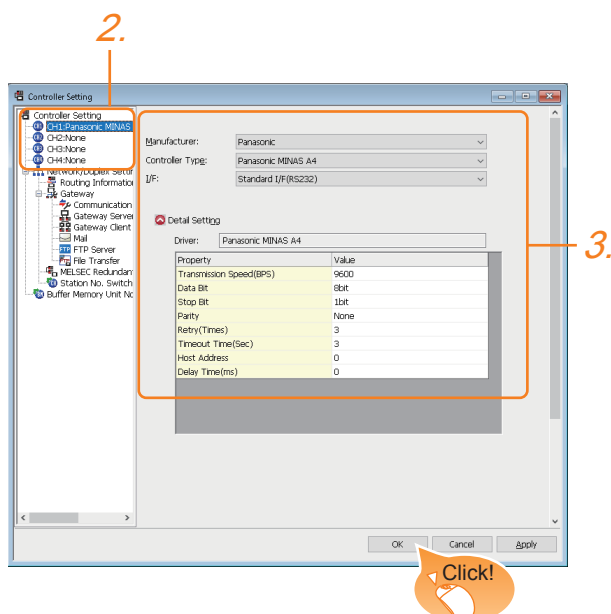 2.
Controller Setting
Controller Setting
CH1:Panasonic MINAS
CH2:None
CH3:None
CH4:None
Network/Duplex Settin
Routing Information
Gateway
Communication
Gateway Server
Gateway Client
Mail
FTP Server
File Transfer
MELSEC Redundan
Station No. Switch
Buffer Memory Unit No
Manufacturer: Panasonic
Controller Type: Panasonic MINAS A4
I/F: Standard I/F(RS232)
Detail Setting
Driver: Panasonic MINAS A4
Property Value
Transmission Speed(BPS) 9600
Data Bit 8bit
Stop Bit 1bit
Parity None
Retry(Times) 3
Timeout Time(Sec) 3
Host Address 0
Delay Time(ms) 0
3.
OK Cancel Apply
Click!